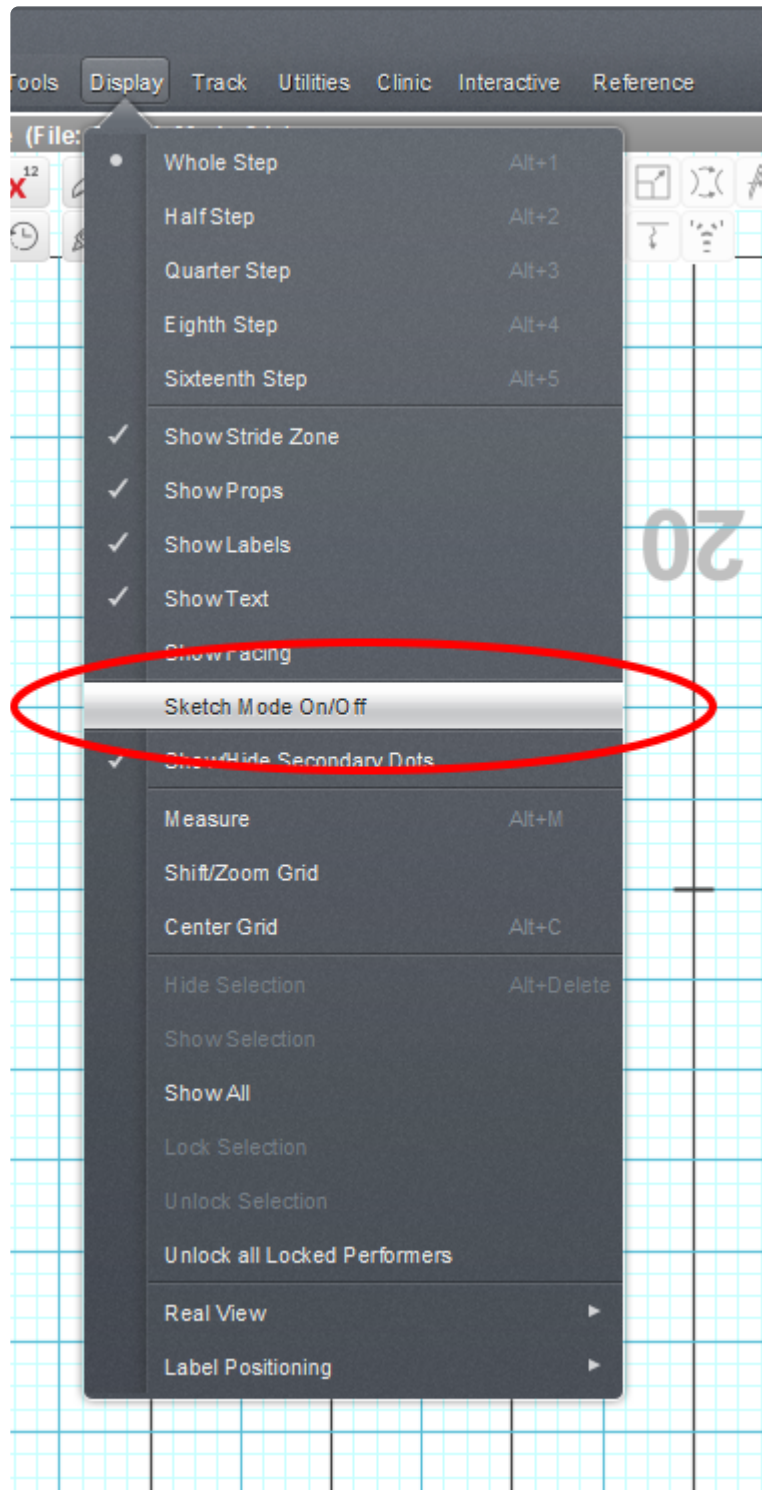 Tools Display Track Utilities Clinic Interactive Reference
(File:
Whole Step Alt+1
x12
Half Step Alt+2
Quarter Step Alt+3
Eighth Step Alt+4
Sixteenth Step Alt+5
Show Stride Zone
Show Props
Show Labels
20
Show Text
Show Facing
Sketch Mode On/Off
Show/Hide Secondary Dots
Measure Alt+M
Shift/Zoom Grid
Center Grid Alt+C
Hide Selection Alt+Delete
Show Selection
Show All
Lock Selection
Unlock Selection
Unlock all Locked Performers
Real View
Label Positioning